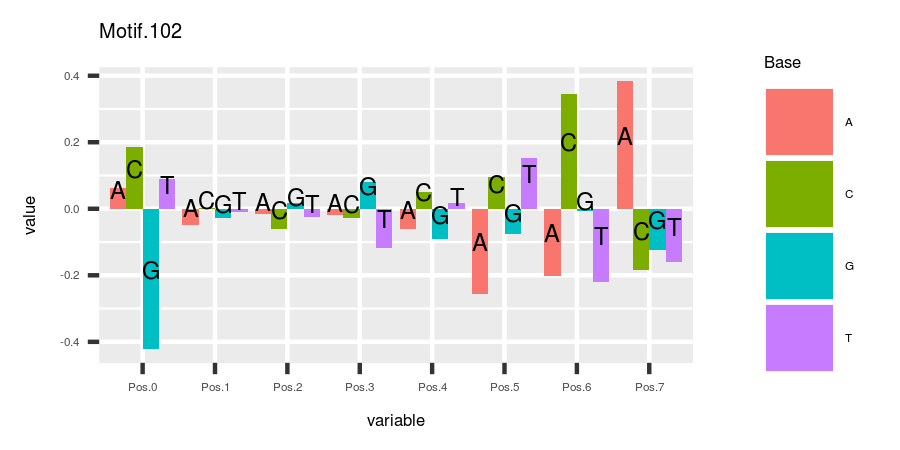 Motif.102
value
0.4
0.2
0.0
-0.2
-0.4
A C G T A C G T A C G T A C G T A C G T A C G T A C G T A C G T
Pos.0 Pos.1 Pos.2 Pos.3 Pos.4 Pos.5 Pos.6 Pos.7
variable
Base
A
C
G
T